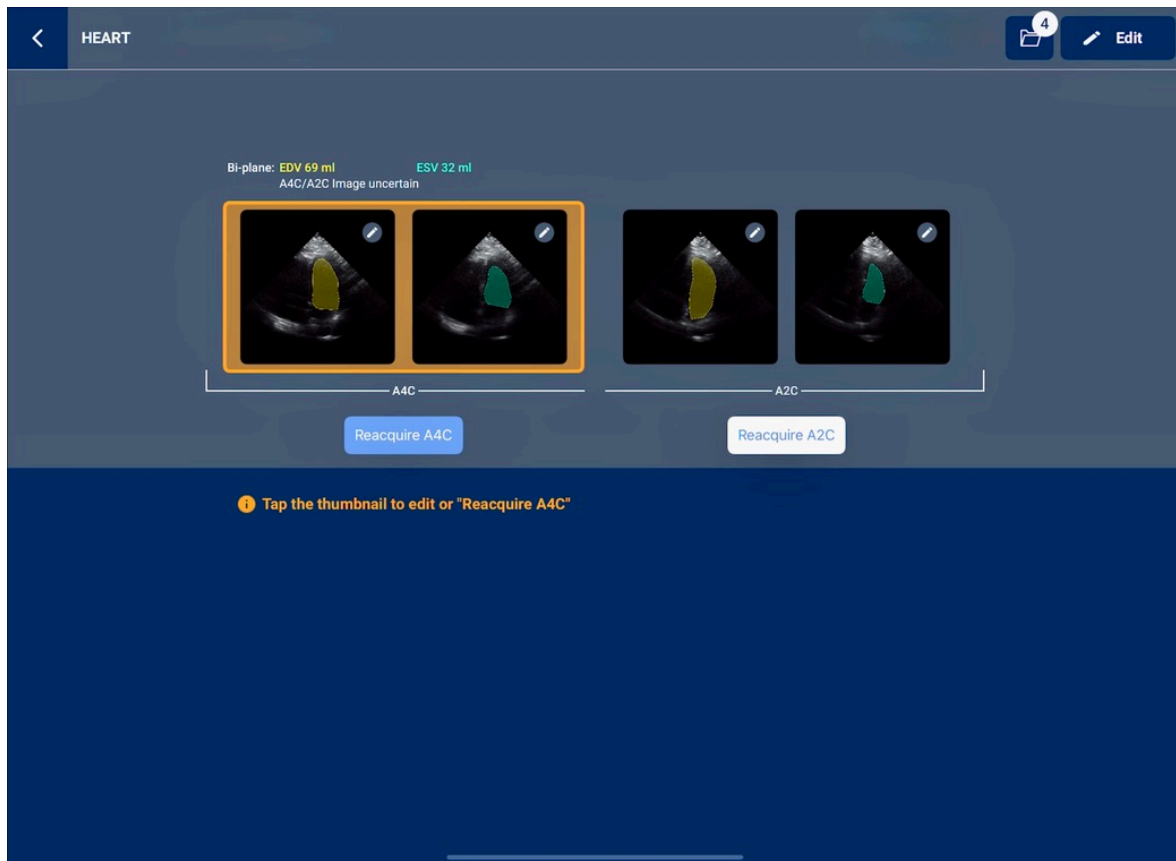 HEART
4
Edit
Bi-plane: EDV 69 ml ESV 32 ml
A4C/A2C Image uncertain
A4C
A2C
Reacquire A4C
Reacquire A2C
i Tap the thumbnail to edit or "Reacquire A4C"